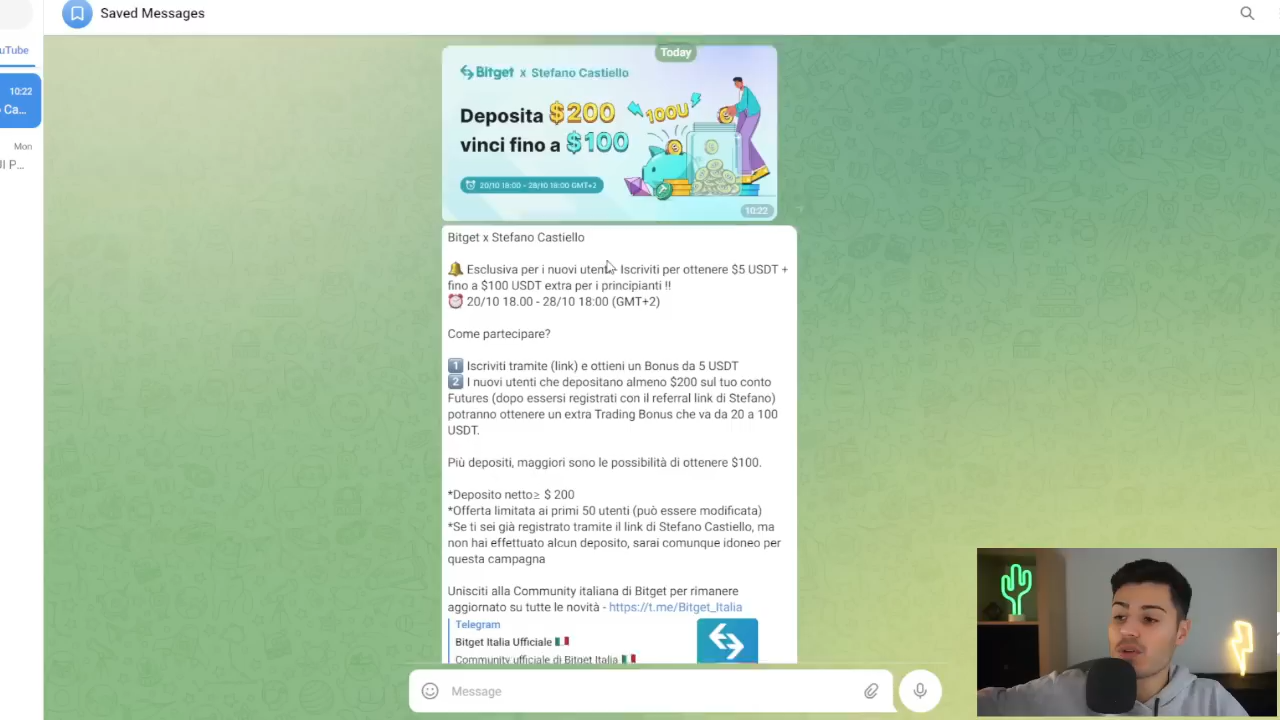 Saved Messages
uTube
10:22
o Ca...
Mon
Il P...
Today
Bitget x Stefano Castiello
Deposita $200
vinci fino a $100
100U
20/10 18:00 - 28/10 18:00 GMT+2
10:22
Bitget x Stefano Castiello
🔔 Esclusiva per i nuovi utenti Iscriviti per ottenere $5 USDT +
fino a $100 USDT extra per i principianti !!
⏰ 20/10 18.00 - 28/10 18:00 (GMT+2)
Come partecipare?
1️⃣ Iscriviti tramite (link) e ottieni un Bonus da 5 USDT
2️⃣ I nuovi utenti che depositano almeno $200 sul tuo conto
Futures (dopo essersi registrati con il referral link di Stefano)
potranno ottenere un extra Trading Bonus che va da 20 a 100
USDT.
Più depositi, maggiori sono le possibilità di ottenere $100.
*Deposito netto≥ $ 200
*Offerta limitata ai primi 50 utenti (può essere modificata)
*Se ti sei già registrato tramite il link di Stefano Castiello, ma
non hai effettuato alcun deposito, sarai comunque idoneo per
questa campagna
Unisciti alla Community italiana di Bitget per rimanere
aggiornato su tutte le novità - https://t.me/Bitget_Italia
Telegram
Bitget Italia Ufficiale 🇮🇹
Community ufficiale di Bitget Italia 🇮🇹
Message